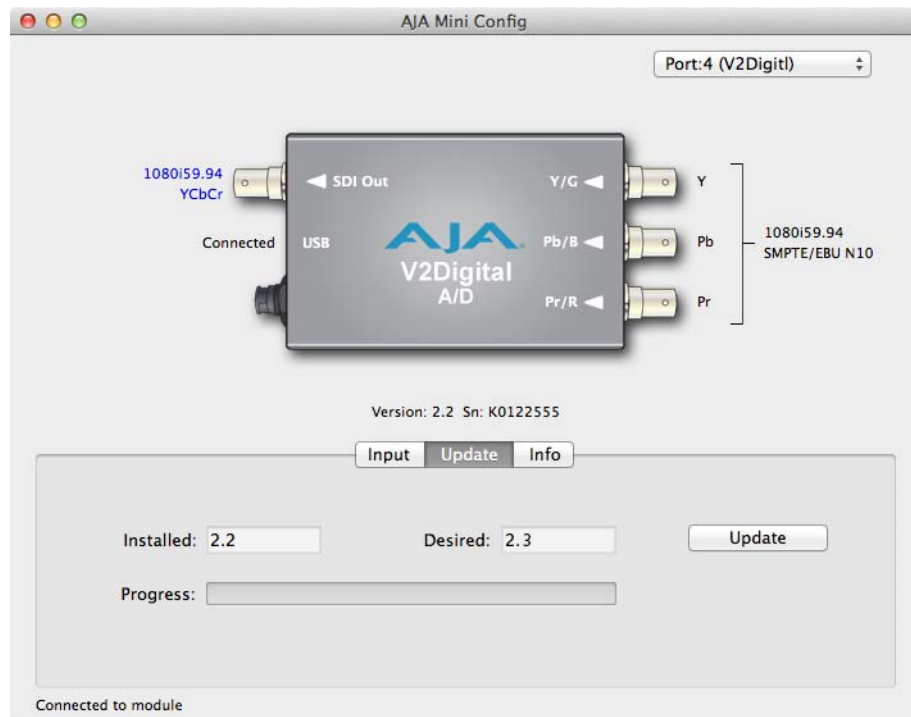 AJA Mini Config
Port:4 (V2Digitl)
1080i59.94
YCbCr
SDI Out
Y/G
Y
Connected
USB
AJA
Pb/B
Pb
1080i59.94
SMPTE/EBU N10
V2Digital
A/D
Pr/R
Pr
Version: 2.2 Sn: K0122555
Input Update Info
Installed: 2.2 Desired: 2.3 Update
Progress:
Connected to module